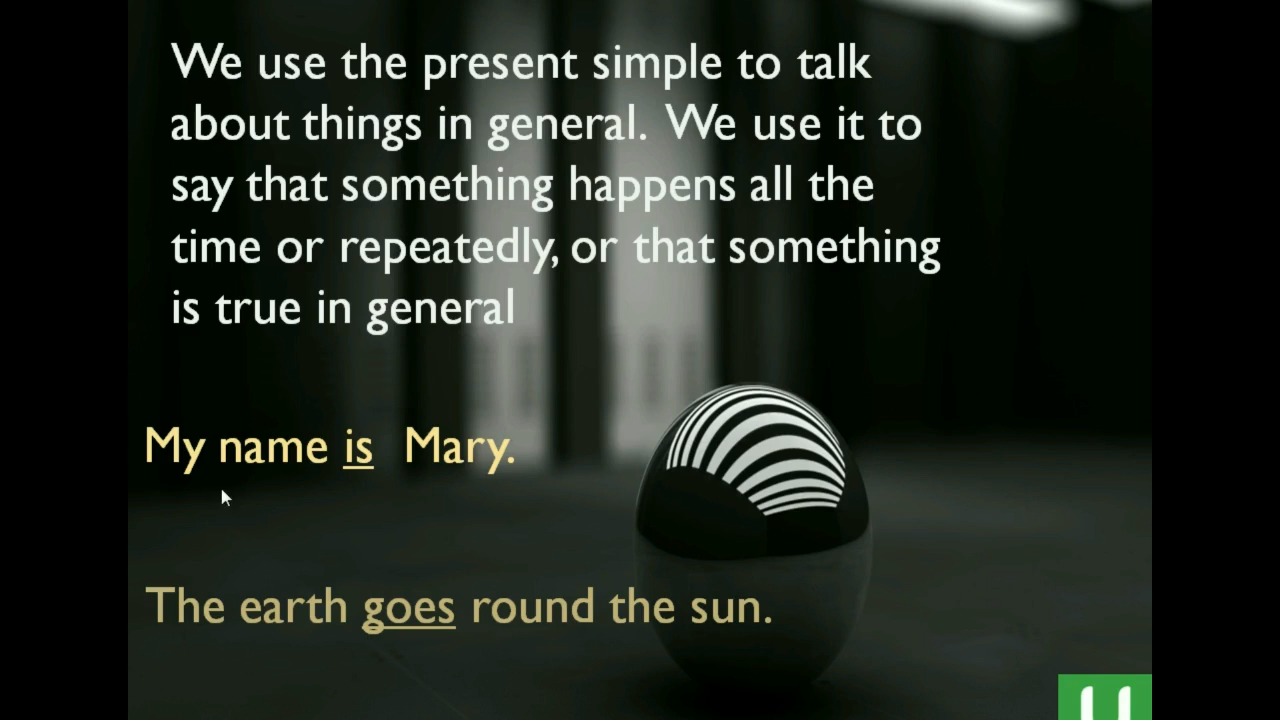 We use the present simple to talk
about things in general. We use it to
say that something happens all the
time or repeatedly, or that something
is true in general
My name is Mary.
The earth goes round the sun.